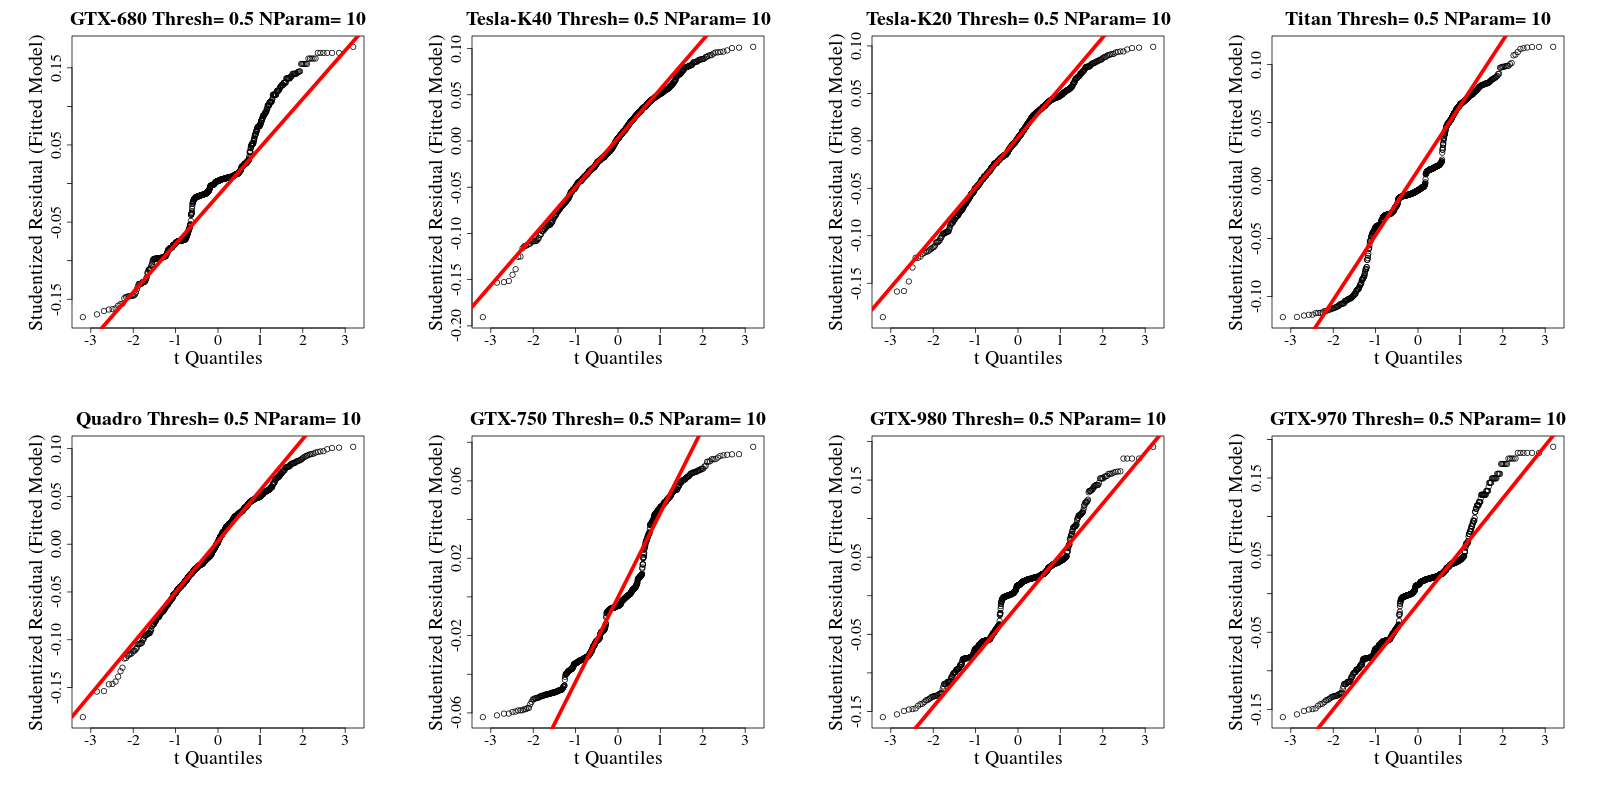 GTX-680 Thresh= 0.5 NParam= 10
Studentized Residual (Fitted Model)
0.15
0.05
-0.05
-0.15
-3 -2 -1 0 1 2 3
t Quantiles
Tesla-K40 Thresh= 0.5 NParam= 10
Studentized Residual (Fitted Model)
0.10
0.05
0.00
-0.05
-0.10
-0.15
-0.20
-3 -2 -1 0 1 2 3
t Quantiles
Tesla-K20 Thresh= 0.5 NParam= 10
Studentized Residual (Fitted Model)
0.10
0.05
0.00
-0.05
-0.10
-0.15
-3 -2 -1 0 1 2 3
t Quantiles
Titan Thresh= 0.5 NParam= 10
Studentized Residual (Fitted Model)
0.10
0.05
0.00
-0.05
-0.10
-3 -2 -1 0 1 2 3
t Quantiles
Quadro Thresh= 0.5 NParam= 10
Studentized Residual (Fitted Model)
0.10
0.05
0.00
-0.05
-0.10
-0.15
-3 -2 -1 0 1 2 3
t Quantiles
GTX-750 Thresh= 0.5 NParam= 10
Studentized Residual (Fitted Model)
0.06
0.02
-0.02
-0.06
-3 -2 -1 0 1 2 3
t Quantiles
GTX-980 Thresh= 0.5 NParam= 10
Studentized Residual (Fitted Model)
0.15
0.05
-0.05
-0.15
-3 -2 -1 0 1 2 3
t Quantiles
GTX-970 Thresh= 0.5 NParam= 10
Studentized Residual (Fitted Model)
0.15
0.05
-0.05
-0.15
-3 -2 -1 0 1 2 3
t Quantiles